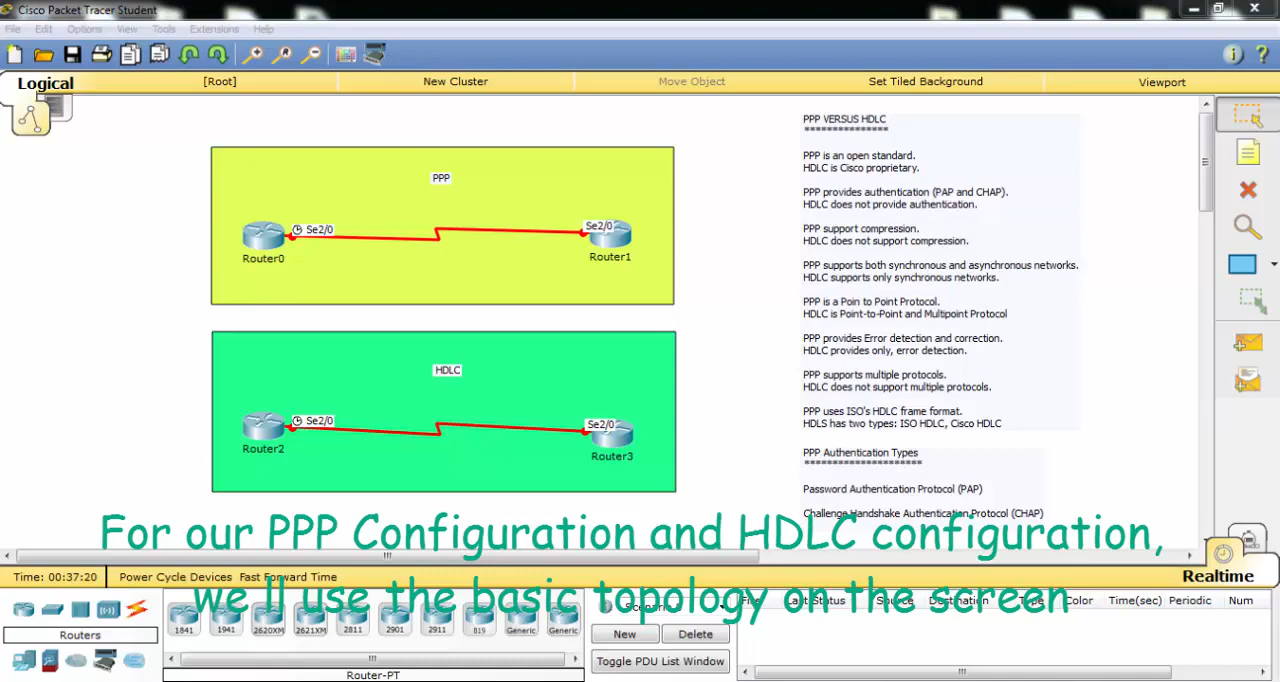 Cisco Packet Tracer Student
File Edit Options View Tools Extensions Help
Logical
[Root]
New Cluster
Move Object
Set Tiled Background
Viewport
PPP
Se2/0
Se2/0
Router0
Router1
HDLC
Se2/0
Se2/0
Router2
Router3
PPP VERSUS HDLC
***************
PPP is an open standard.
HDLC is Cisco proprietary.
PPP provides authentication (PAP and CHAP).
HDLC does not provide authentication.
PPP support compression.
HDLC does not support compression.
PPP supports both synchronous and asynchronous networks.
HDLC supports only synchronous networks.
PPP is a Poin to Point Protocol.
HDLC is Point-to-Point and Multipoint Protocol
PPP provides Error detection and correction.
HDLC provides only, error detection.
PPP supports multiple protocols.
HDLC does not support multiple protocols.
PPP uses ISO's HDLC frame format.
HDLS has two types: ISO HDLC, Cisco HDLC
PPP Authentication Types
*********************
Password Authentication Protocol (PAP)
Challenge Handshake Authentication Protocol (CHAP)
For our PPP Configuration and HDLC configuration,
we ll use the basic topology on the screen
Time: 00:37:20
Power Cycle Devices Fast Forward Time
Realtime
Routers
1841 1941 2620XM 2621XM 2811 2901 2911 819 Generic Generic
Router-PT
New
Delete
Toggle PDU List Window
Last Status Source Destination Type Color Time(sec) Periodic Num